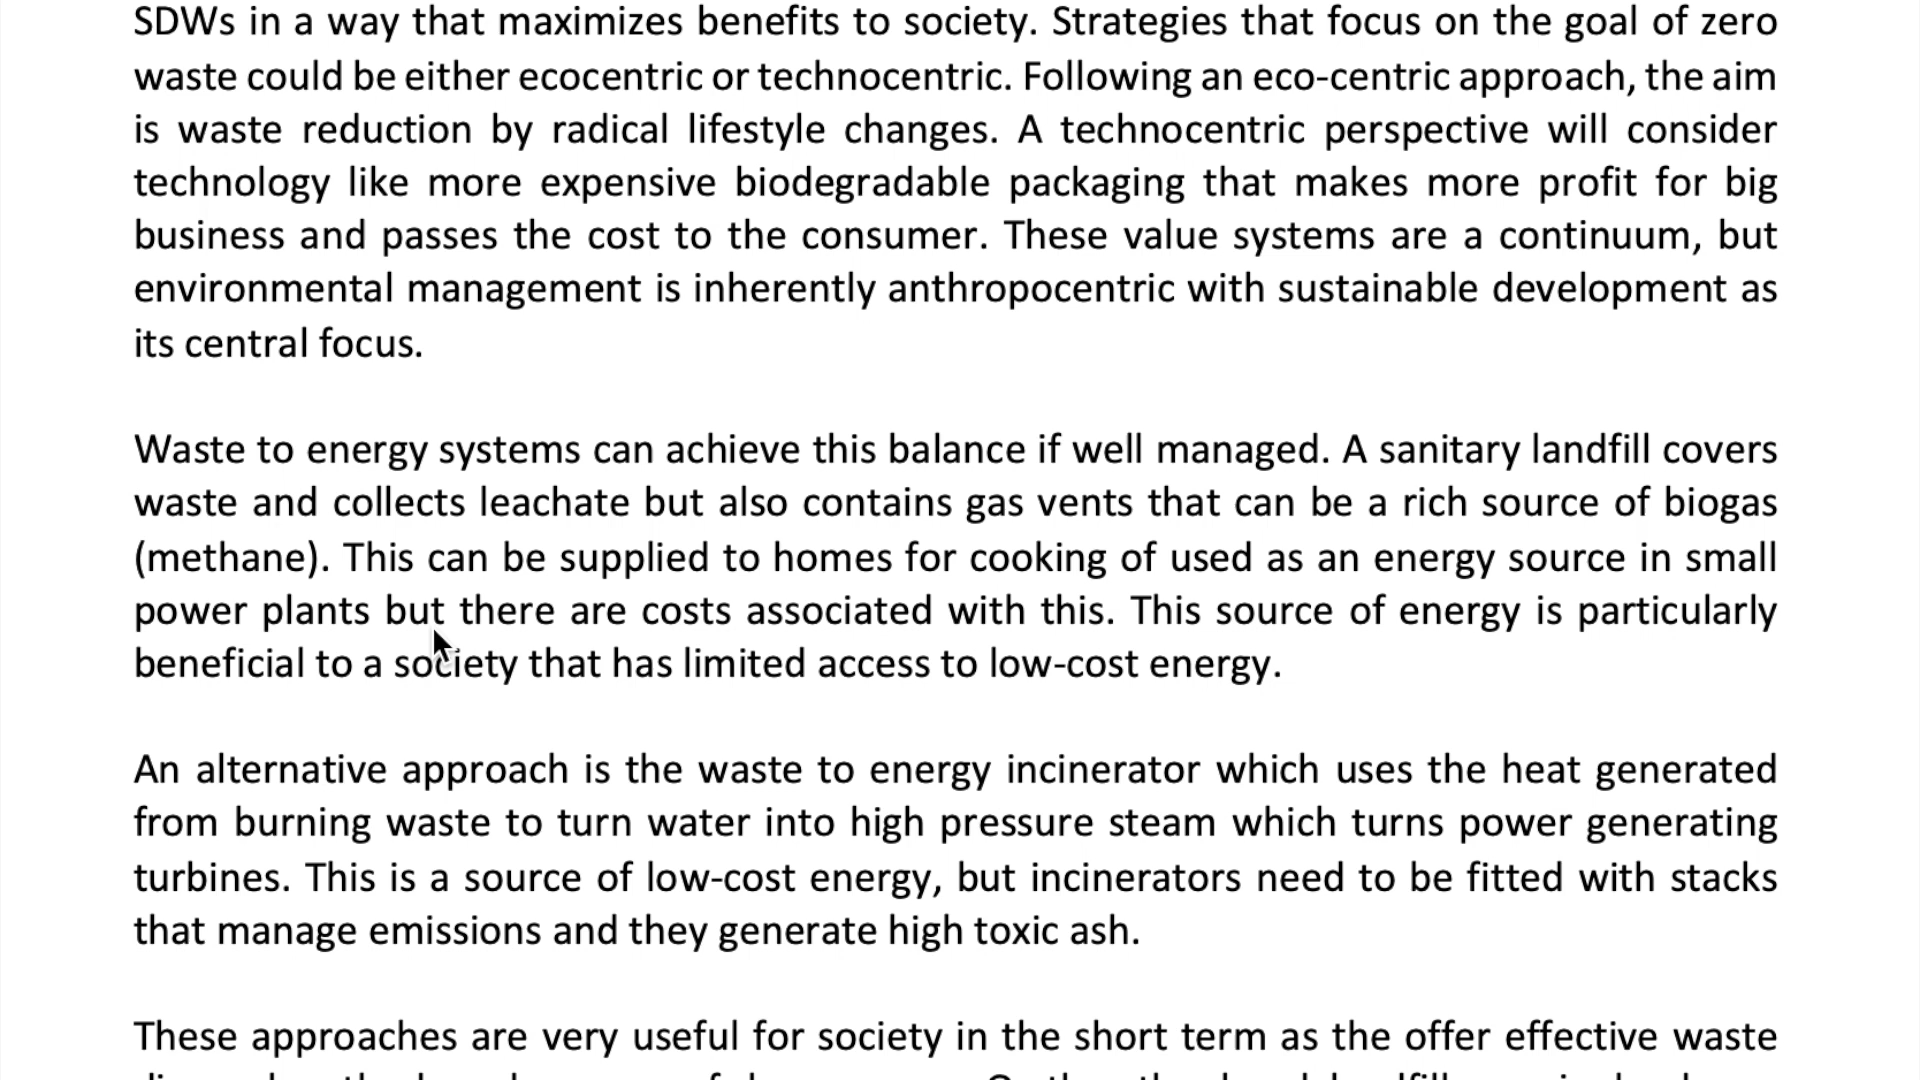 SDWs in a way that maximizes benefits to society. Strategies that focus on the goal of zero
waste could be either ecocentric or technocentric. Following an eco-centric approach, the aim
is waste reduction by radical lifestyle changes. A technocentric perspective will consider
technology like more expensive biodegradable packaging that makes more profit for big
business and passes the cost to the consumer. These value systems are a continuum, but
environmental management is inherently anthropocentric with sustainable development as
its central focus.
Waste to energy systems can achieve this balance if well managed. A sanitary landfill covers
waste and collects leachate but also contains gas vents that can be a rich source of biogas
(methane). This can be supplied to homes for cooking of used as an energy source in small
power plants but there are costs associated with this. This source of energy is particularly
beneficial to a society that has limited access to low-cost energy.
An alternative approach is the waste to energy incinerator which uses the heat generated
from burning waste to turn water into high pressure steam which turns power generating
turbines. This is a source of low-cost energy, but incinerators need to be fitted with stacks
that manage emissions and they generate high toxic ash.
These approaches are very useful for society in the short term as the offer effective waste